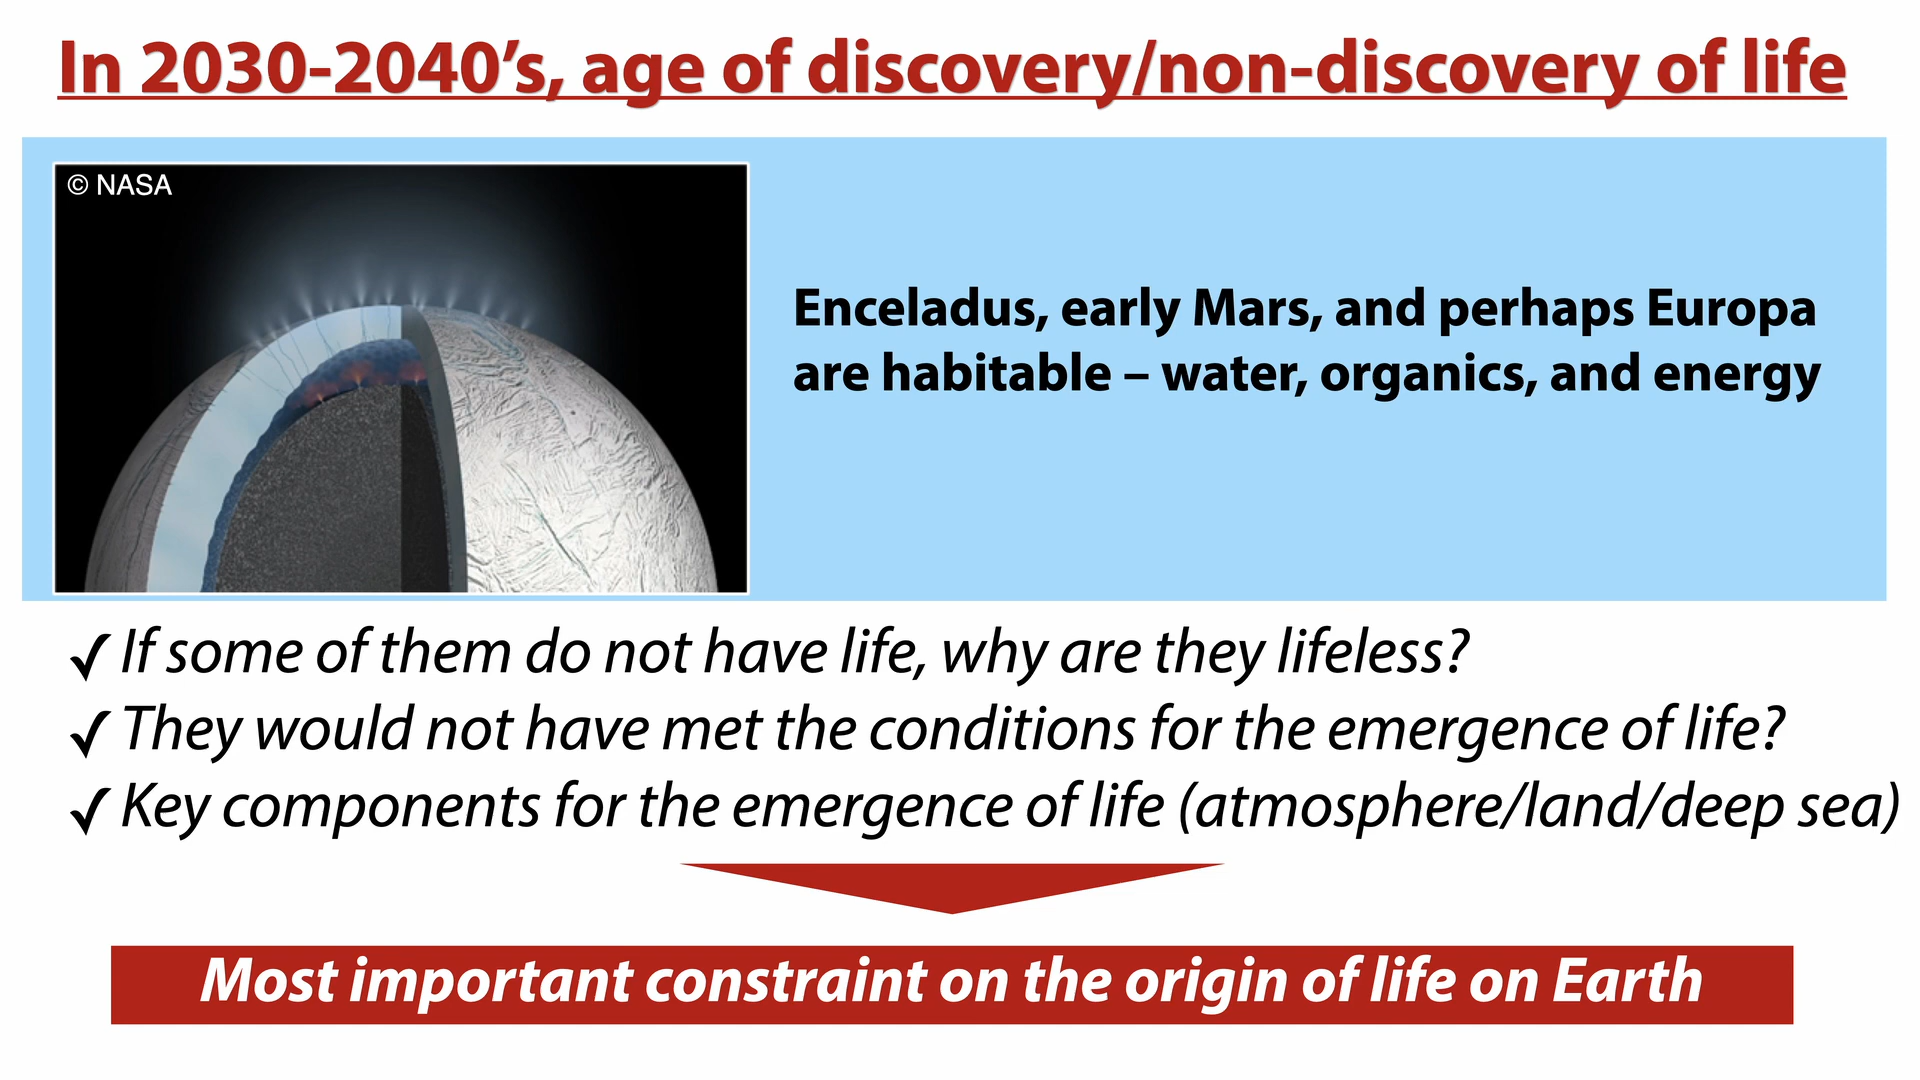 In 2030-2040’s, age of discovery/non-discovery of life
© NASA
Enceladus, early Mars, and perhaps Europa
are habitable – water, organics, and energy
✓ If some of them do not have life, why are they lifeless?
✓ They would not have met the conditions for the emergence of life?
✓ Key components for the emergence of life (atmosphere/land/deep sea)
Most important constraint on the origin of life on Earth